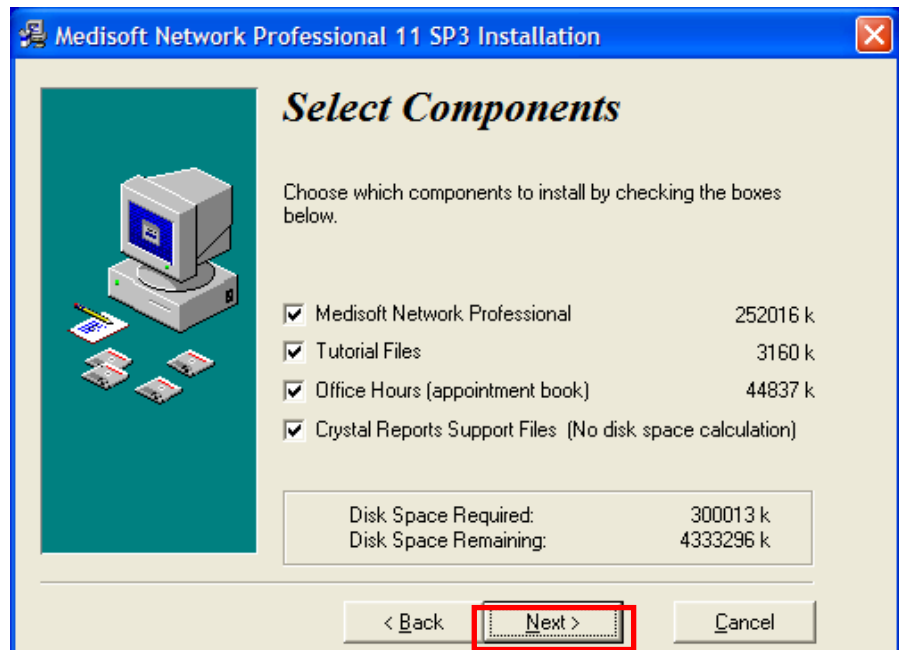 Medisoft Network Professional 11 SP3 Installation
Select Components
Choose which components to install by checking the boxes
below.
Medisoft Network Professional 252016 k
Tutorial Files 3160 k
Office Hours (appointment book) 44837 k
Crystal Reports Support Files (No disk space calculation)
Disk Space Required: 300013 k
Disk Space Remaining: 4333296 k
< Back Next > Cancel